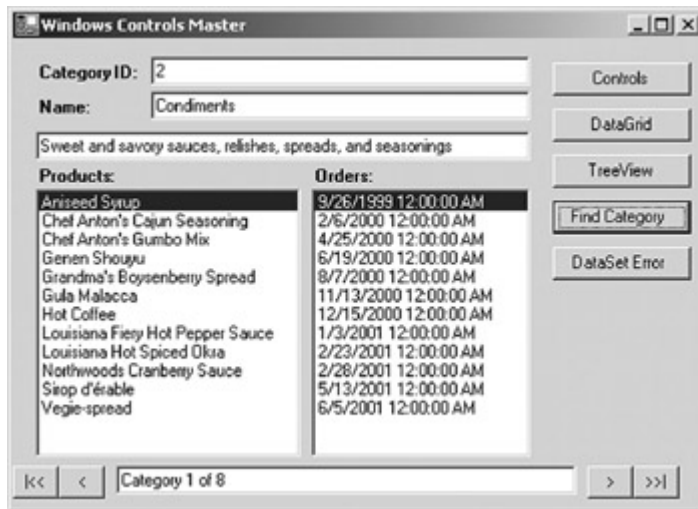 Windows Controls Master
Category ID: 2
Name: Condiments
Sweet and savory sauces, relishes, spreads, and seasonings
Products:
Aniseed Syrup
Chef Anton's Cajun Seasoning
Chef Anton's Gumbo Mix
Genen Shouyu
Grandma's Boysenberry Spread
Gula Malacca
Hot Coffee
Louisiana Fiery Hot Pepper Sauce
Louisiana Hot Spiced Okra
Northwoods Cranberry Sauce
Sirop d'érable
Vegie-spread
Orders:
9/26/1999 12:00:00 AM
2/6/2000 12:00:00 AM
4/25/2000 12:00:00 AM
6/19/2000 12:00:00 AM
8/7/2000 12:00:00 AM
11/13/2000 12:00:00 AM
12/15/2000 12:00:00 AM
1/3/2001 12:00:00 AM
2/23/2001 12:00:00 AM
2/28/2001 12:00:00 AM
5/13/2001 12:00:00 AM
6/5/2001 12:00:00 AM
Controls
DataGrid
TreeView
Find Category
DataSet Error
|<< < Category 1 of 8 > >>|